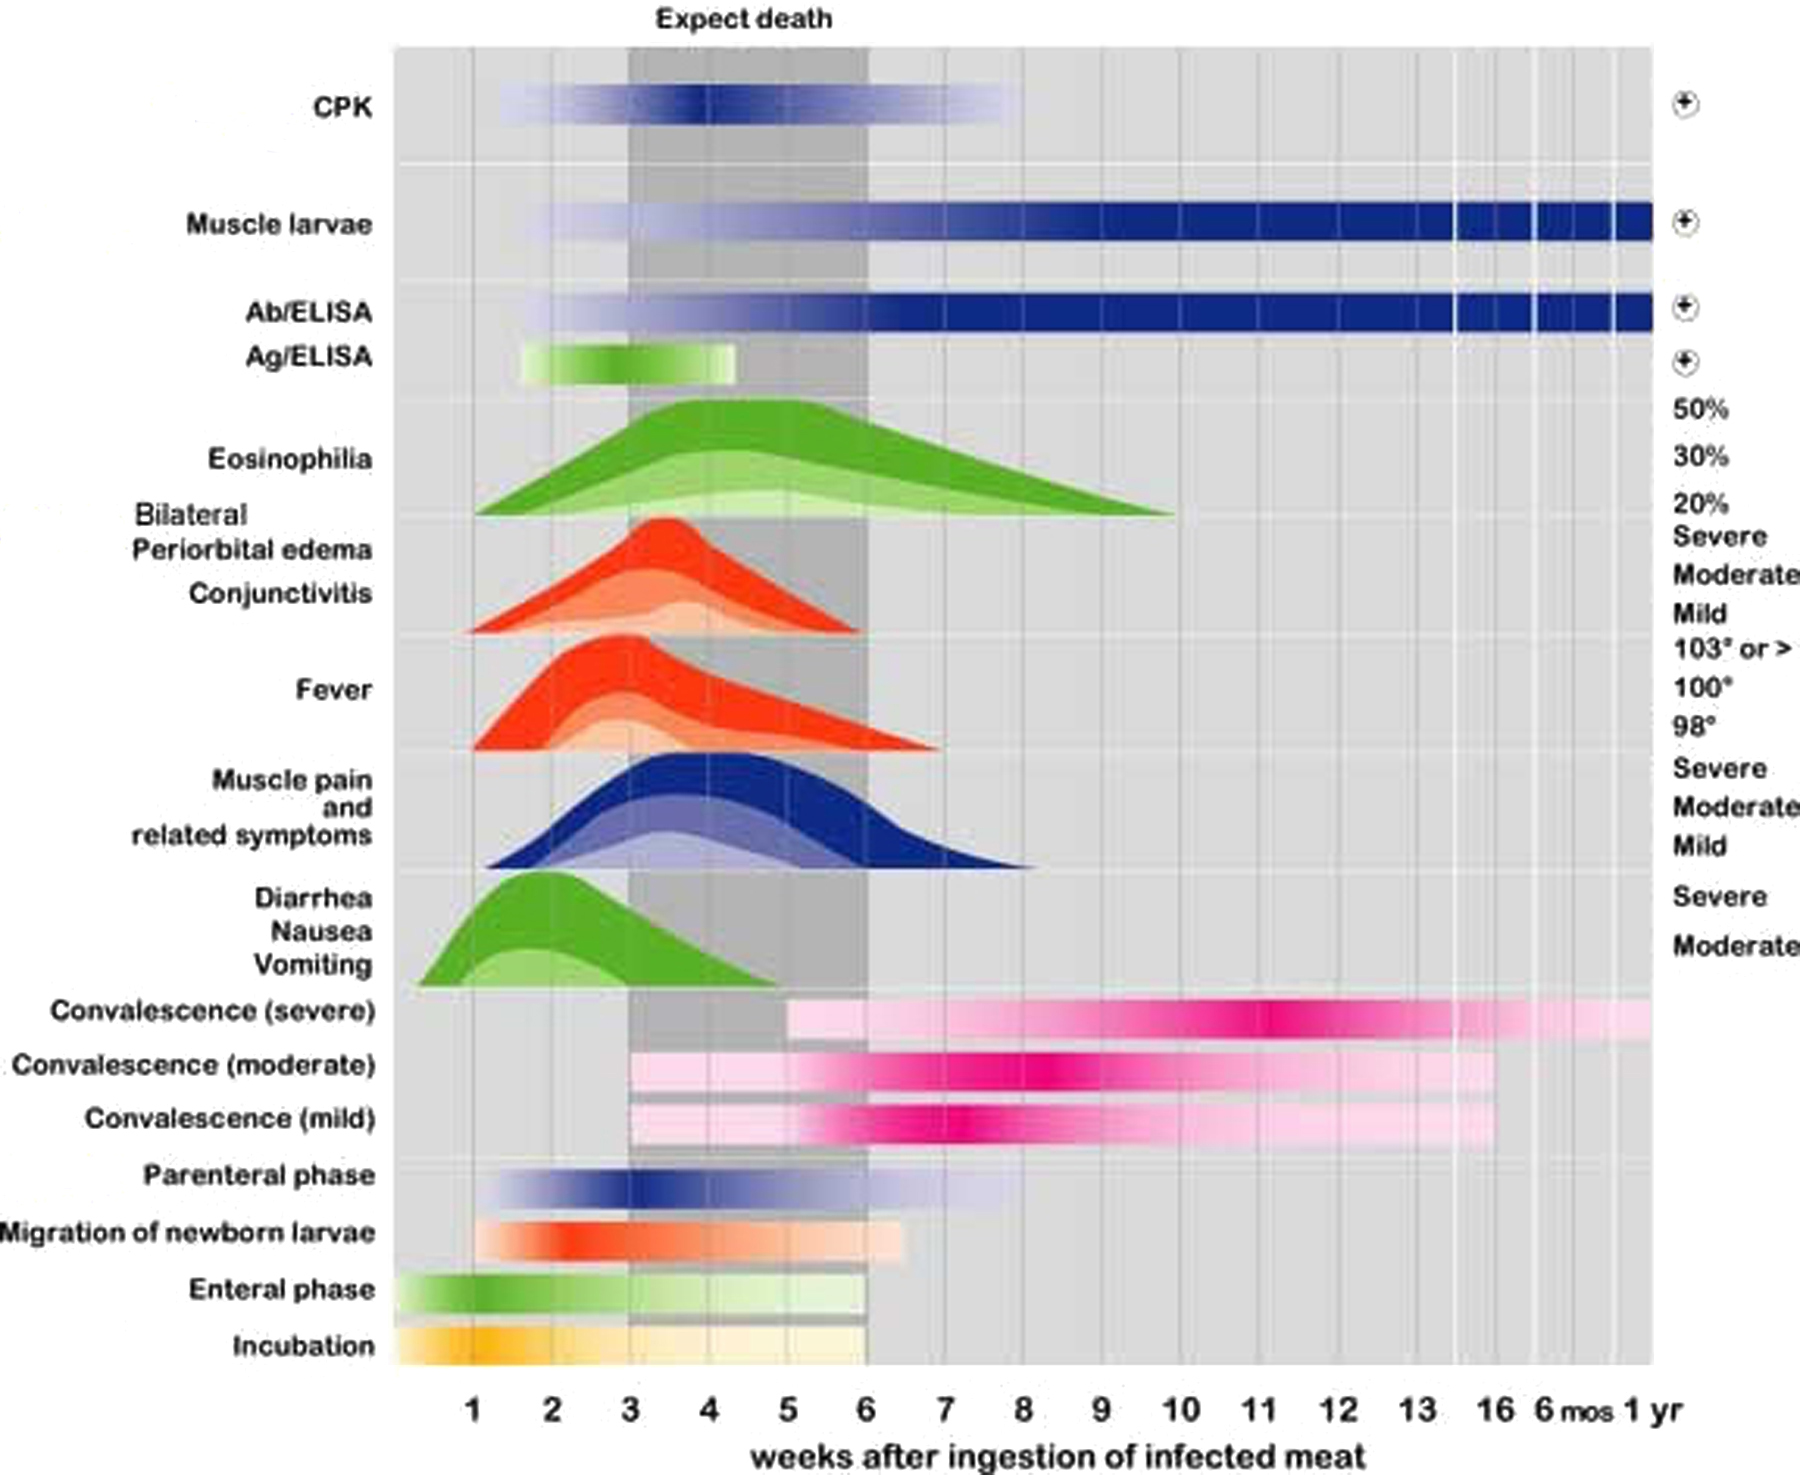 Expect death
CPK
Muscle larvae
Ab/ELISA
Ag/ELISA
50%
Eosinophilia
30%
20%
Bilateral
Severe
Periorbital edema
Moderate
Conjunctivitis
Mild
103° or >
Fever
100°
98°
Severe
Muscle pain
and
Moderate
related symptoms
Mild
Diarrhea
Severe
Nausea
Moderate
Vomiting
Convalescence (severe)
Convalescence (moderate)
Convalescence (mild)
Parenteral phase
Migration of newborn larvae
Enteral phase
Incubation
1 2 3 4 5 6 7 8 9 10 11 12 13 16 6 mos 1 yr
weeks after ingestion of infected meat